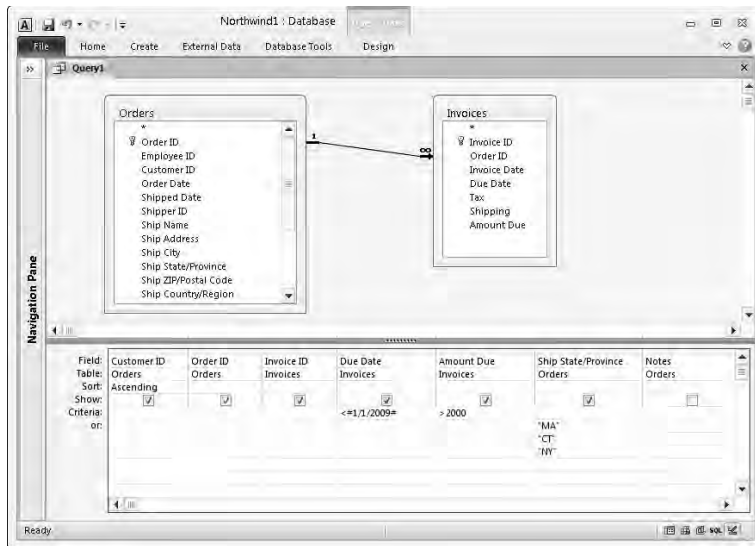 A
Northwind1 : Database
File Home Create External Data Database Tools Design
» Query1
Navigation Pane
Orders
*
Order ID
Employee ID
Customer ID
Order Date
Shipped Date
Shipper ID
Ship Name
Ship Address
Ship City
Ship State/Province
Ship ZIP/Postal Code
Ship Country/Region
1
∞
Invoices
*
Invoice ID
Order ID
Invoice Date
Due Date
Tax
Shipping
Amount Due
Field: Customer ID Order ID Invoice ID Due Date Amount Due Ship State/Province Notes
Table: Orders Orders Invoices Invoices Invoices Orders Orders
Sort: Ascending
Show:
Criteria: <#1/1/2009# >2000
or: "MA"
"CT"
"NY"
Ready SQL